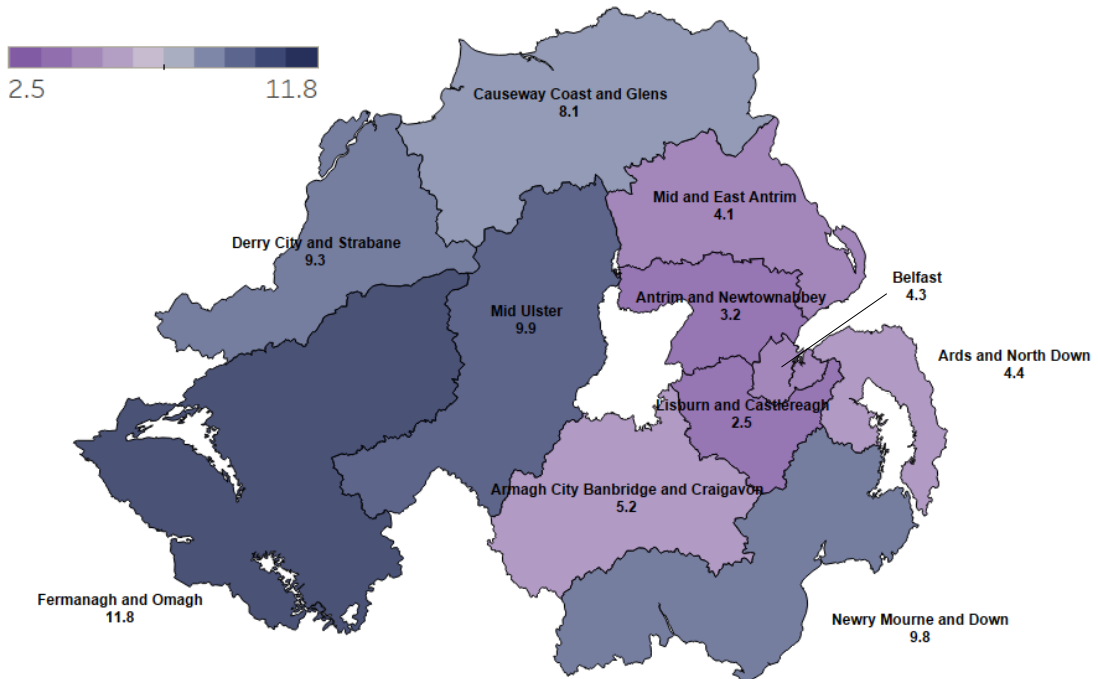 2.5
11.8
Causeway Coast and Glens
8.1
Mid and East Antrim
4.1
Derry City and Strabane
9.3
Belfast
4.3
Antrim and Newtownabbey
3.2
Mid Ulster
9.9
Ards and North Down
4.4
Lisburn and Castlereagh
2.5
Armagh City Banbridge and Craigavon
5.2
Fermanagh and Omagh
11.8
Newry Mourne and Down
9.8